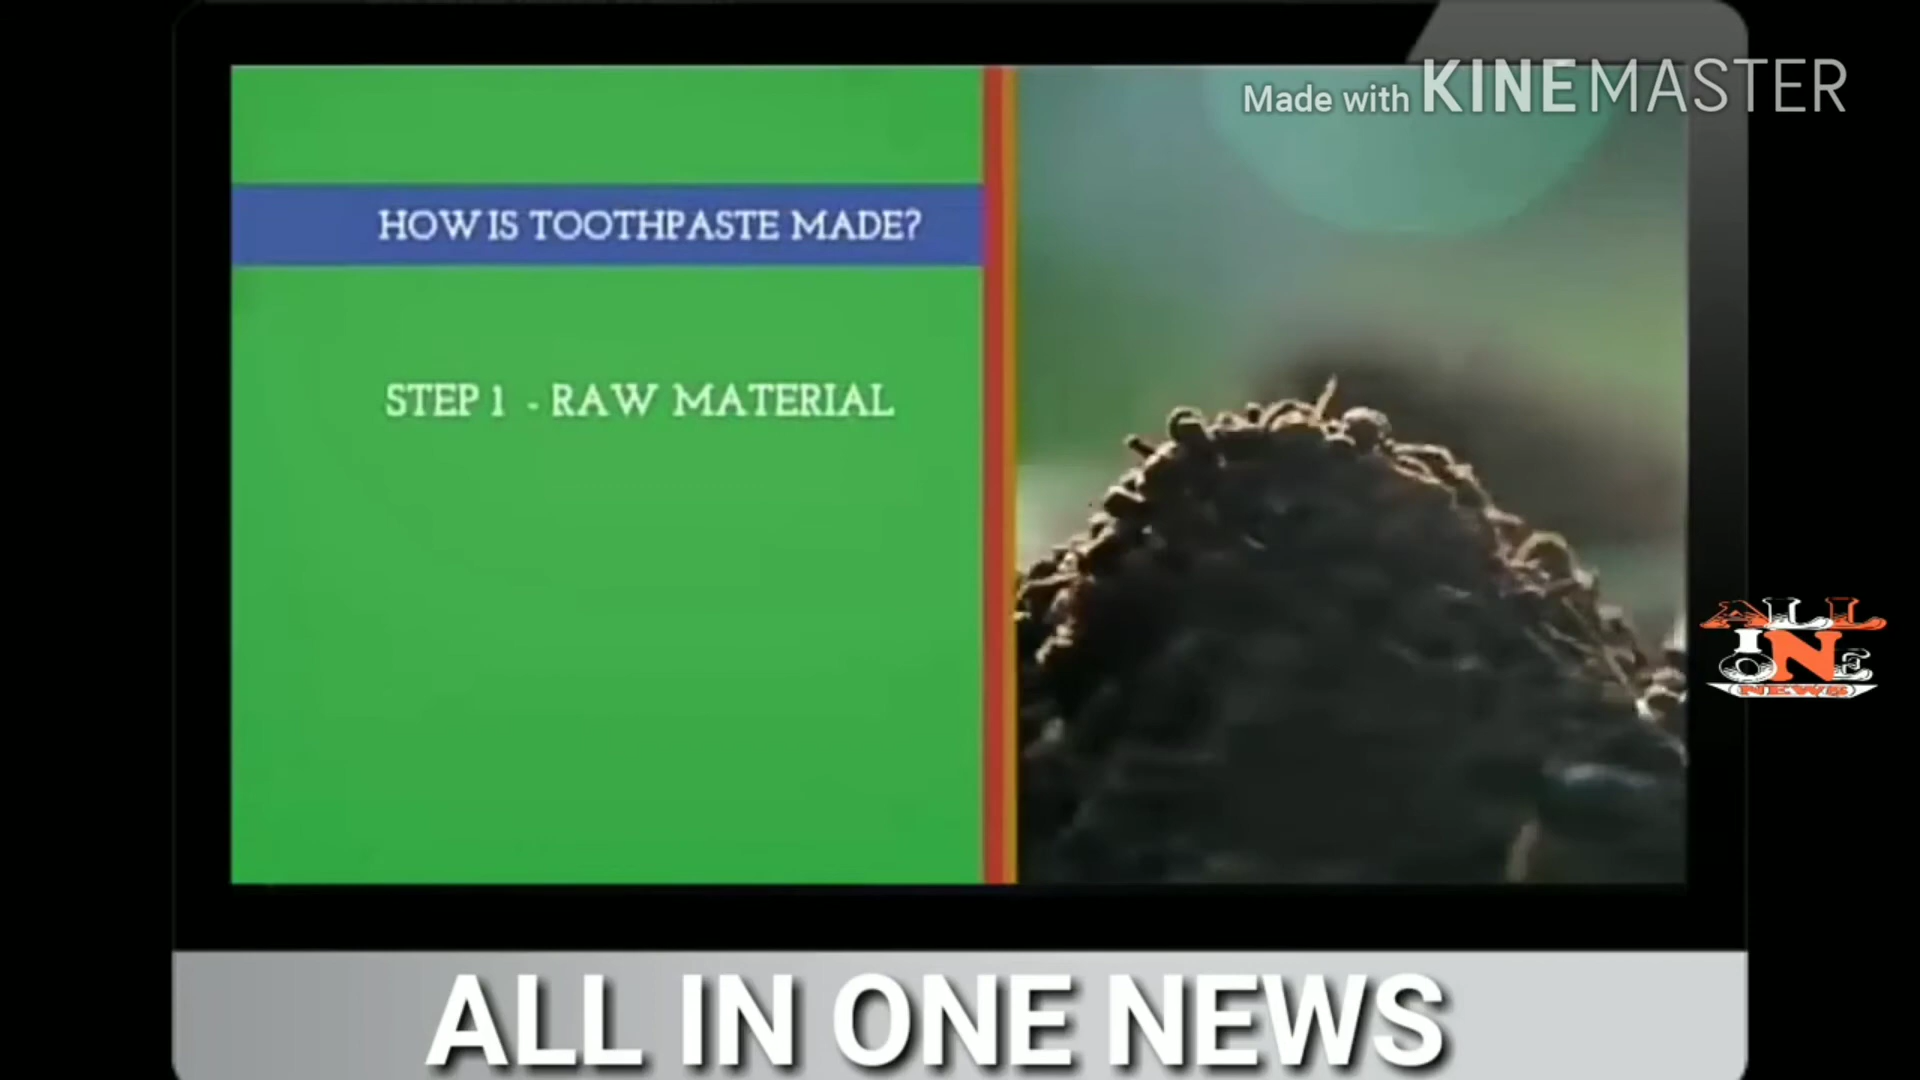 Made with KINEMASTER
HOW IS TOOTHPASTE MADE?
STEP 1 - RAW MATERIAL
ALL
IN
ONE
NEWS
ALL IN ONE NEWS